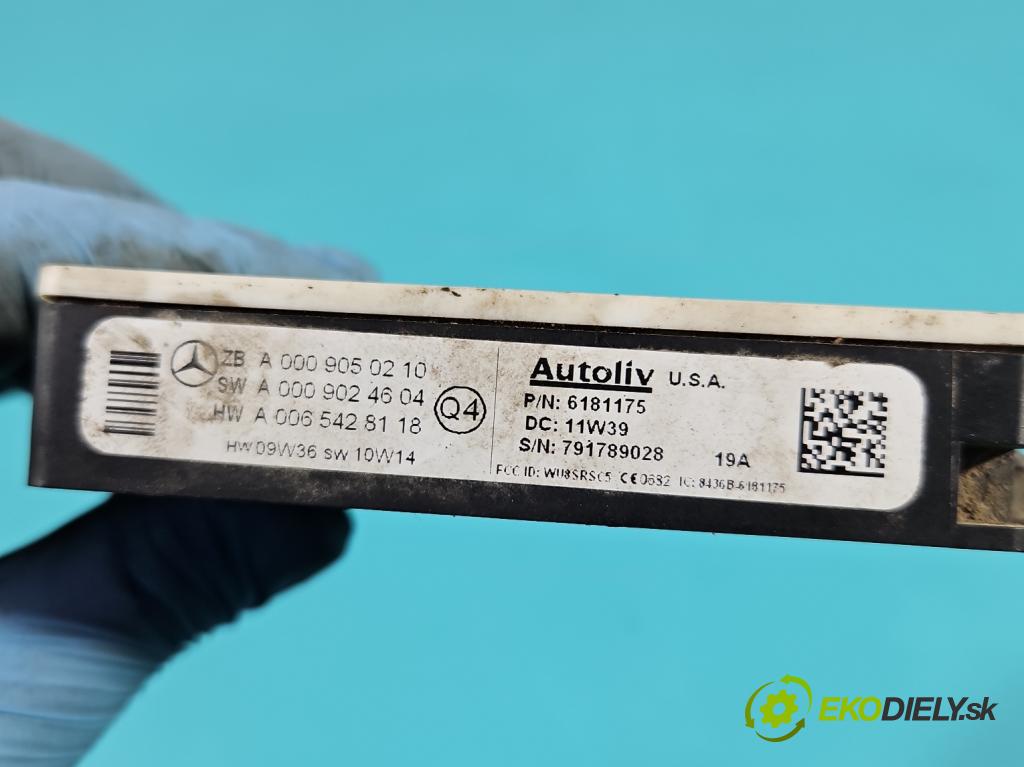 ZB A 000 905 02 10
SW A 000 902 46 04
HW A 006 542 81 18
Q4
HW 09W36 SW 10W14
Autoliv U.S.A.
P/N: 6181175
DC: 11W39
S/N: 791789028 19A
FCC ID: WU8SRSC5 CE0682 IC: 8436B-6181175
EKODIELY.sk